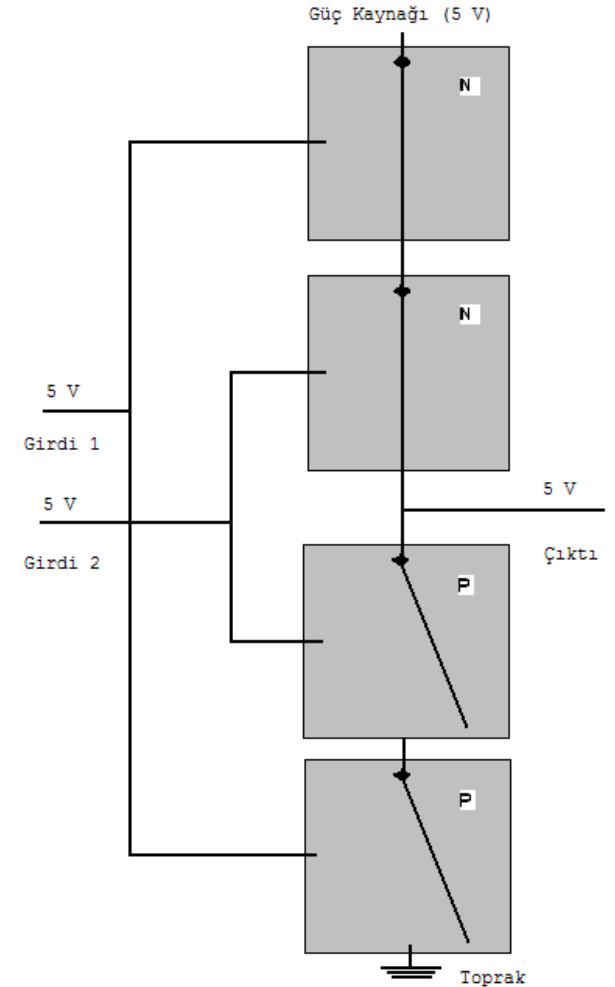 Güç Kaynağı (5 V)
N
N
5 V
Girdi 1
5 V
5 V
Girdi 2
Çıktı
P
P
Toprak